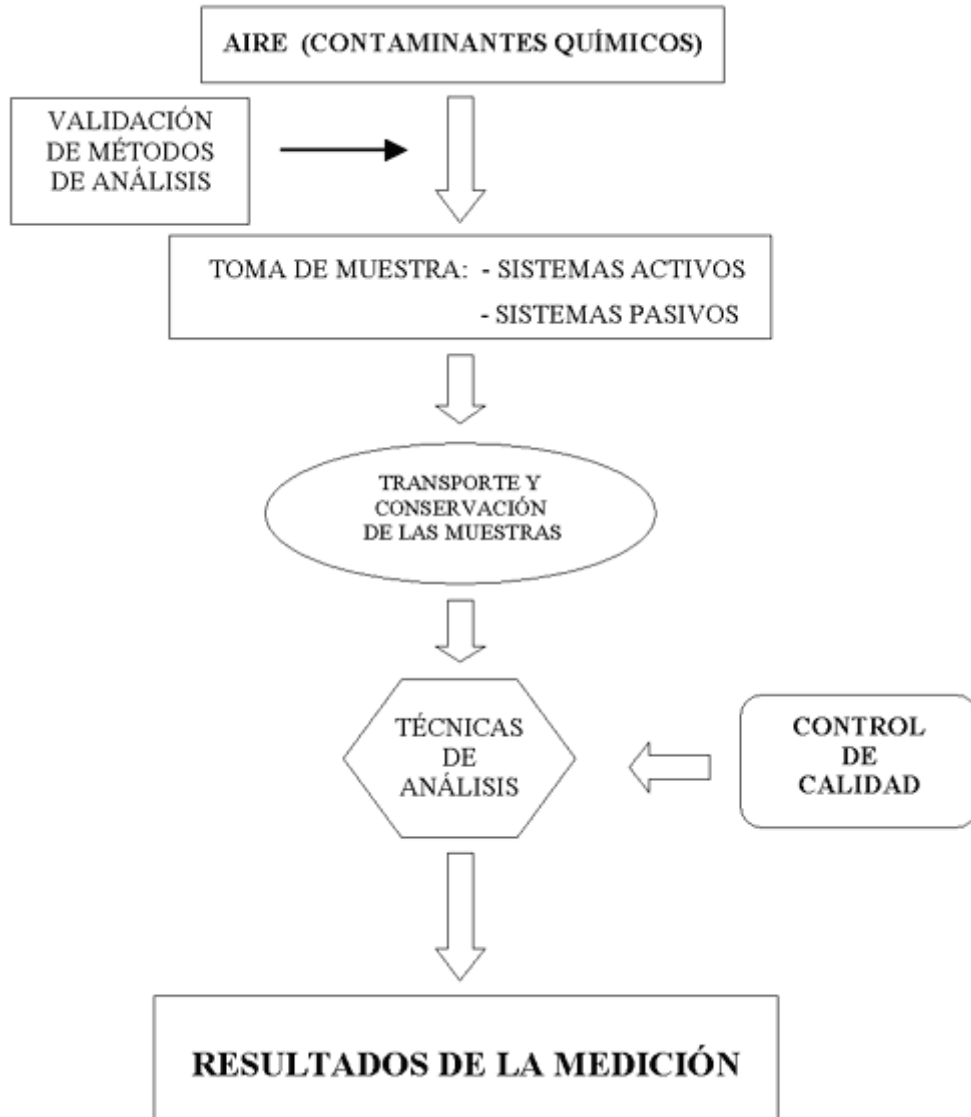 AIRE (CONTAMINANTES QUÍMICOS)
VALIDACIÓN
DE MÉTODOS
DE ANÁLISIS
TOMA DE MUESTRA: - SISTEMAS ACTIVOS
- SISTEMAS PASIVOS
TRANSPORTE Y
CONSERVACIÓN
DE LAS MUESTRAS
TÉCNICAS
DE
ANÁLISIS
CONTROL
DE
CALIDAD
RESULTADOS DE LA MEDICIÓN